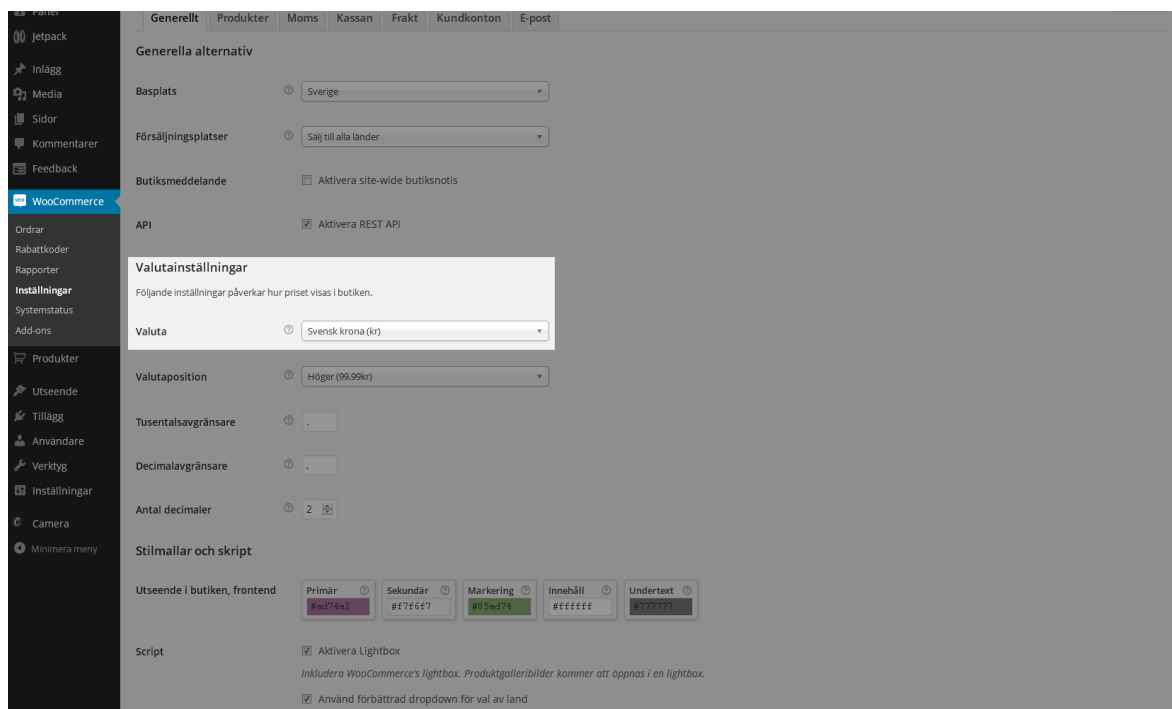 Panel
Jetpack
Inlägg
Media
Sidor
Kommentarer
Feedback
WooCommerce
Ordrar
Rabattkoder
Rapporter
Inställningar
Systemstatus
Add-ons
Produkter
Utseende
Tillägg
Användare
Verktyg
Inställningar
Camera
Minimera meny
Generellt Produkter Moms Kassan Frakt Kundkonton E-post
Generella alternativ
Basplats Sverige
Försäljningsplatser Sälj till alla länder
Butiksmeddelande Aktivera site-wide butiksnotis
API Aktivera REST API
Valutainställningar
Följande inställningar påverkar hur priset visas i butiken.
Valuta Svensk krona (kr)
Valutaposition Höger (99.99kr)
Tusentalsavgränsare .
Decimalavgränsare ,
Antal decimaler 2
Stilmallar och skript
Utseende i butiken, frontend Primär Sekundär Markering Innehåll Undertext
#ad74a2 #f7f6f7 #85ad74 #ffffff #777777
Script Aktivera Lightbox
Inkludera WooCommerce's lightbox. Produktgalleribilder kommer att öppnas i en lightbox.
Använd förbättrad dropdown för val av land